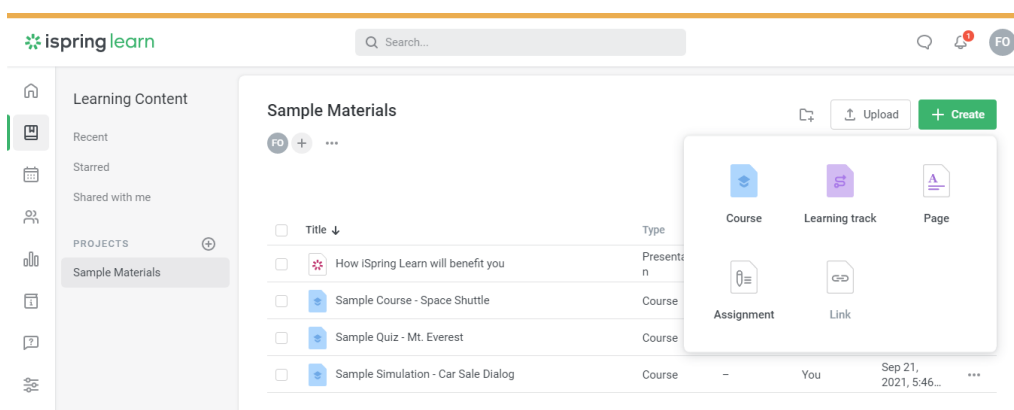 ispring learn
Search...
1
FO
Learning Content
Recent
Starred
Shared with me
PROJECTS
Sample Materials
Sample Materials
Upload
Create
FO
Course
Learning track
Page
Assignment
Link
Title
Type
How iSpring Learn will benefit you
Presenta
n
Sample Course - Space Shuttle
Course
Sample Quiz - Mt. Everest
Course
Sample Simulation - Car Sale Dialog
Course
–
You
Sep 21,
2021, 5:46...